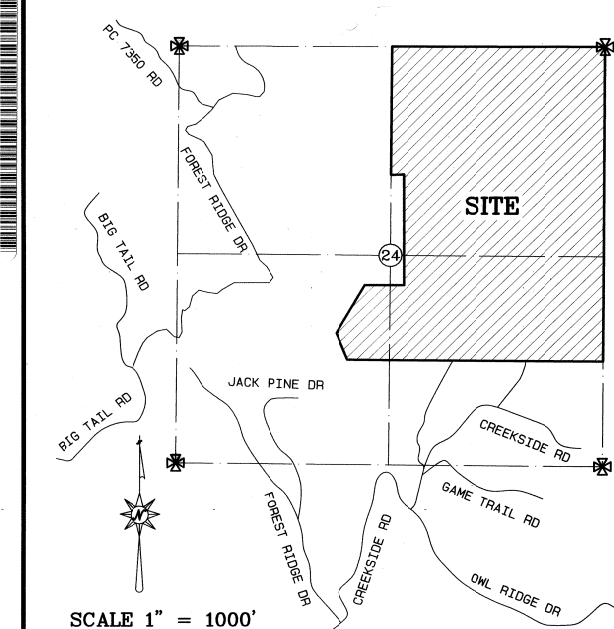 PC 7350 RD
FOREST RIDGE DR
SITE
BIG TAIL RD
24
JACK PINE DR
BIG TAIL RD
CREEKSIDE RD
GAME TRAIL RD
N
FOREST RIDGE DR
CREEKSIDE RD
OWL RIDGE DR
SCALE 1" = 1000'